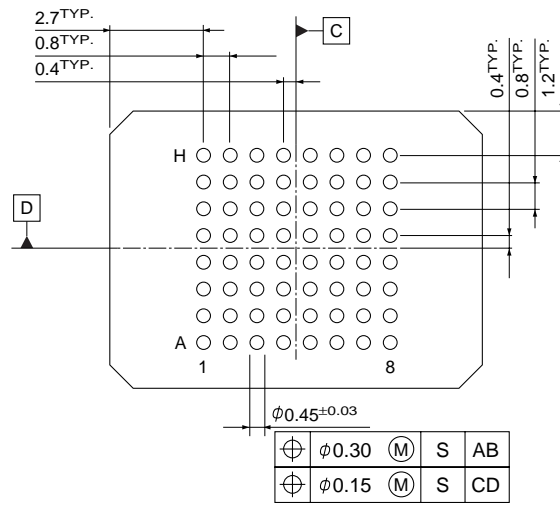 2.7TYP.
0.8TYP.
0.4TYP.
C
0.4TYP.
0.8TYP.
1.2TYP.
H
D
A
1 8
ϕ0.45±0.03
ϕ0.30 M S AB
ϕ0.15 M S CD